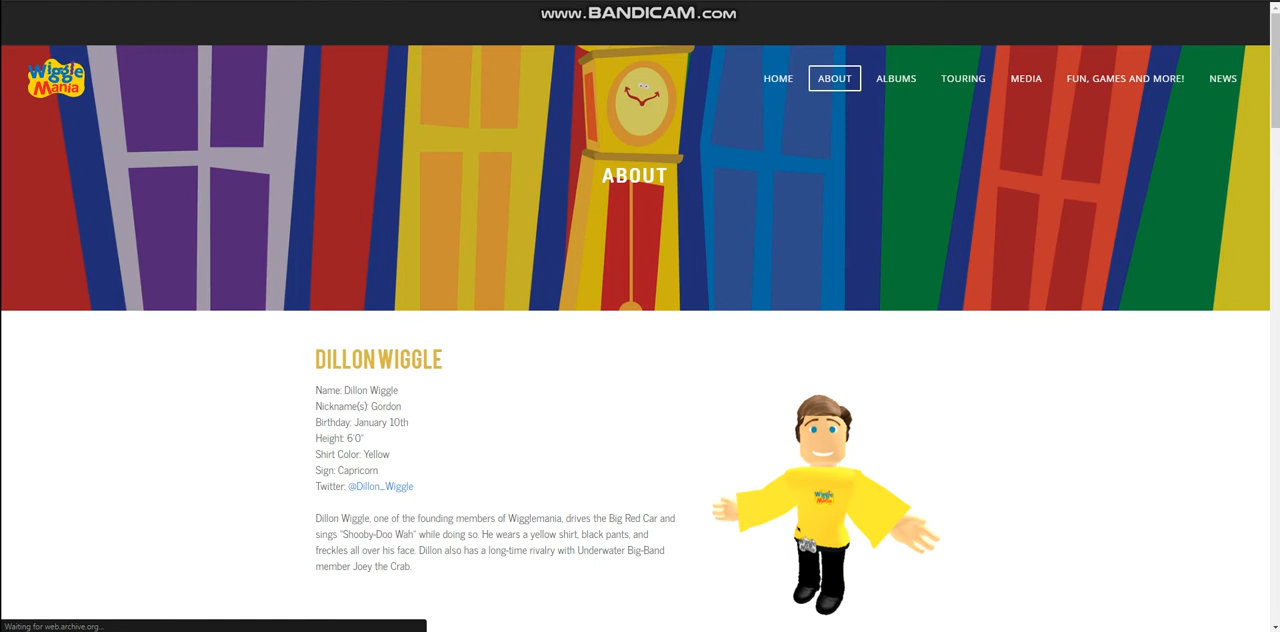 www.BANDICAM.com
Wiggle
Mania
HOME
ABOUT
ALBUMS
TOURING
MEDIA
FUN, GAMES AND MORE!
NEWS
ABOUT
DILLON WIGGLE
Name: Dillon Wiggle
Nickname(s): Gordon
Birthday: January 10th
Height: 6'0"
Shirt Color: Yellow
Sign: Capricorn
Twitter: @Dillon_Wiggle
Dillon Wiggle, one of the founding members of Wigglemania, drives the Big Red Car and
sings "Shooby-Doo Wah" while doing so. He wears a yellow shirt, black pants, and
freckles all over his face. Dillon also has a long-time rivalry with Underwater Big-Band
member Joey the Crab.
Wiggle
Mania
Waiting for web.archive.org...